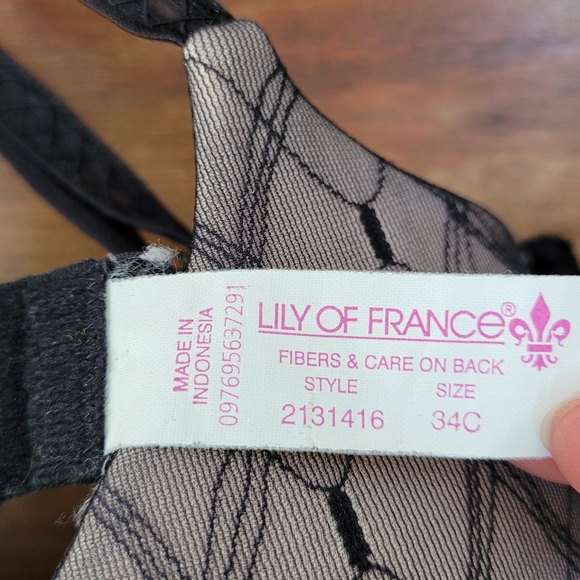 MADE IN
INDONESIA
097695637291
LILY OF FRANCE®
FIBERS & CARE ON BACK
STYLE SIZE
2131416 34C